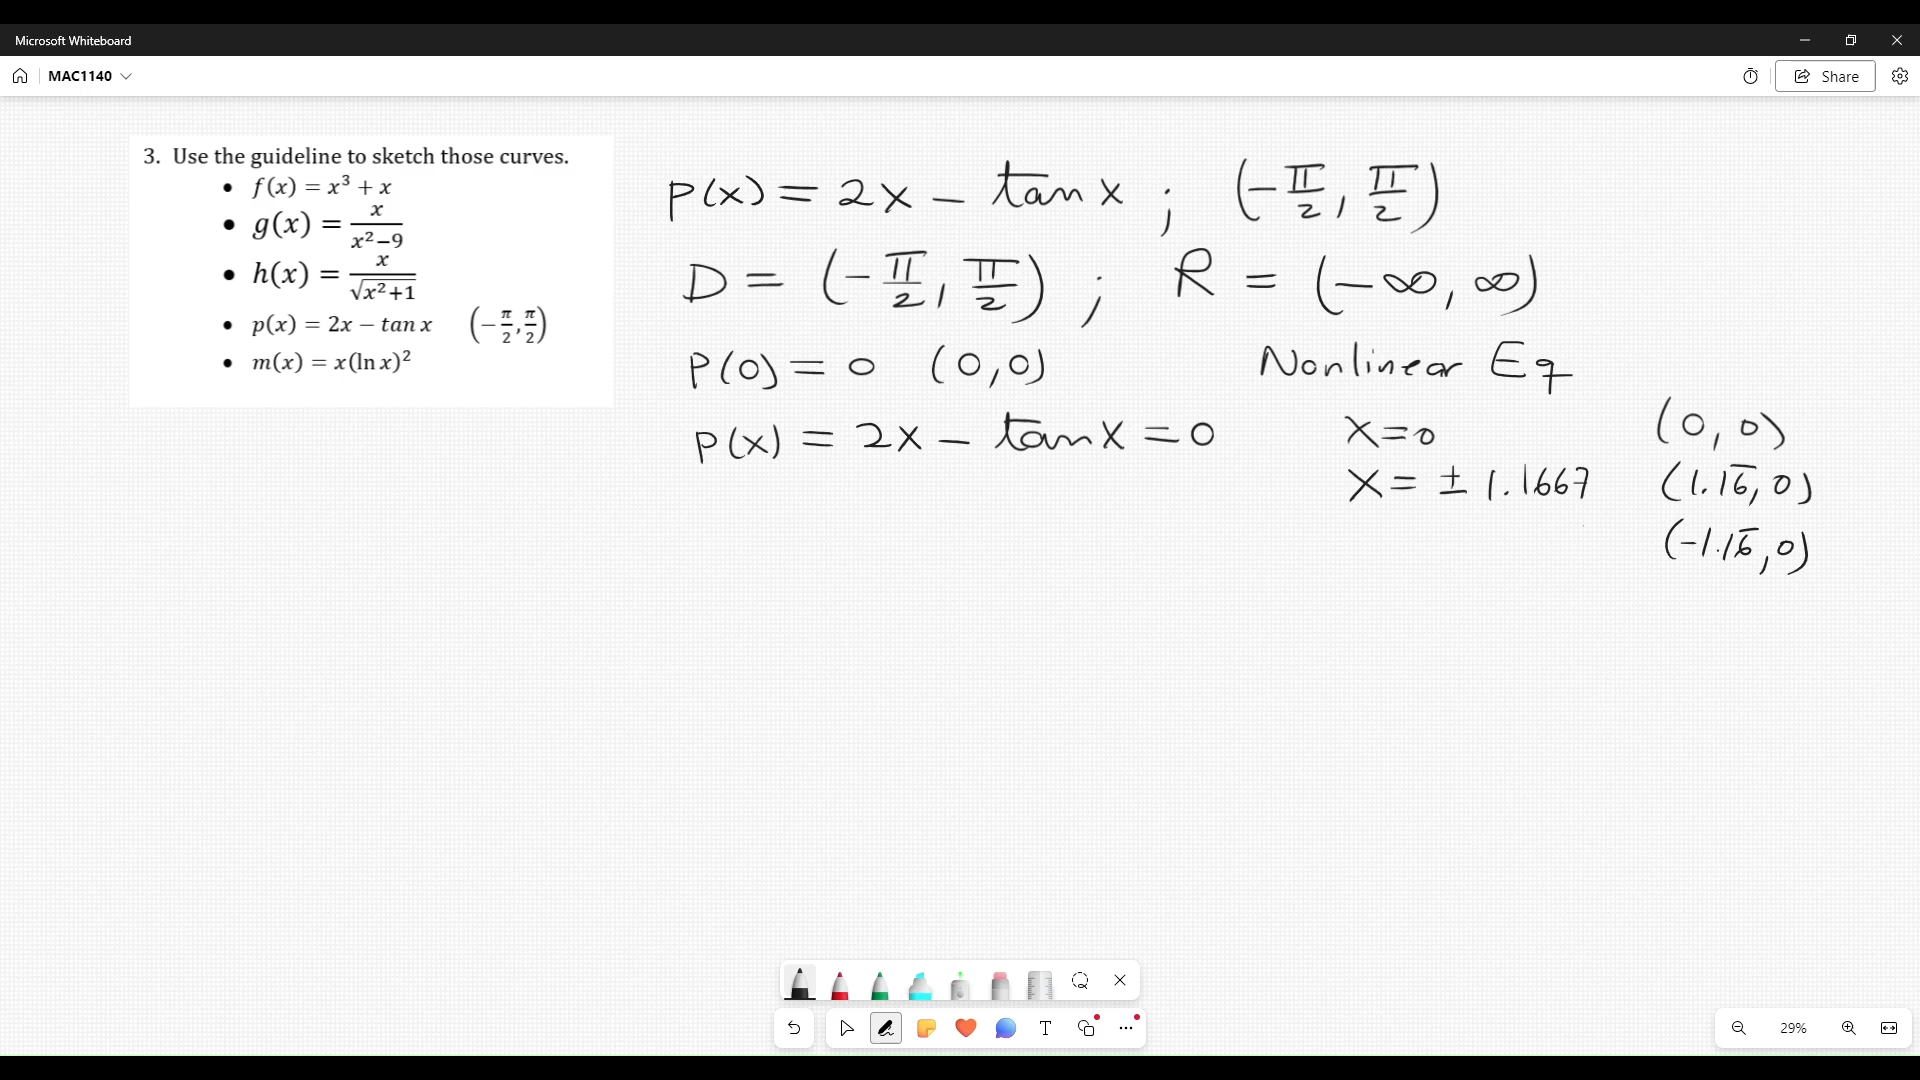 Microsoft Whiteboard
MAC1140
Share
3. Use the guideline to sketch those curves.
• f(x) = x³ + x
• g(x) = x/(x²−9)
• h(x) = x/√(x²+1)
• p(x) = 2x − tan x (−π/2, π/2)
• m(x) = x(ln x)²
p(x) = 2x − tan x ; (−π/2, π/2)
D = (−π/2, π/2) ; R = (−∞, ∞)
P(0) = 0 (0,0) Nonlinear Eq
p(x) = 2x − tan x = 0 x = 0 (0, 0)
x = ± 1.1667 (1.16̅, 0)
(−1.16̅, 0)
T
29%